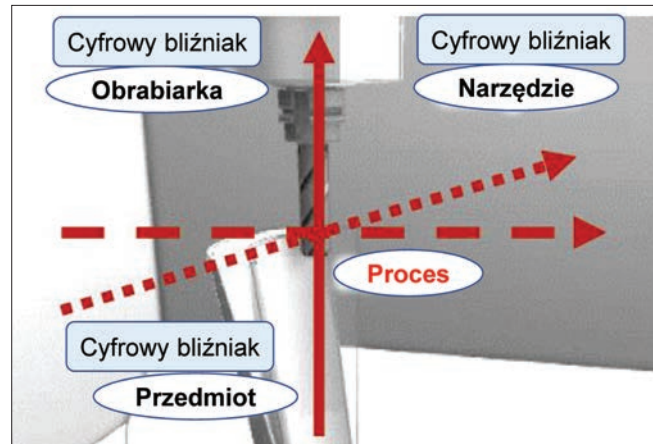 Cyfrowy bliźniak
Obrabiarka
Cyfrowy bliźniak
Narzędzie
Proces
Cyfrowy bliźniak
Przedmiot